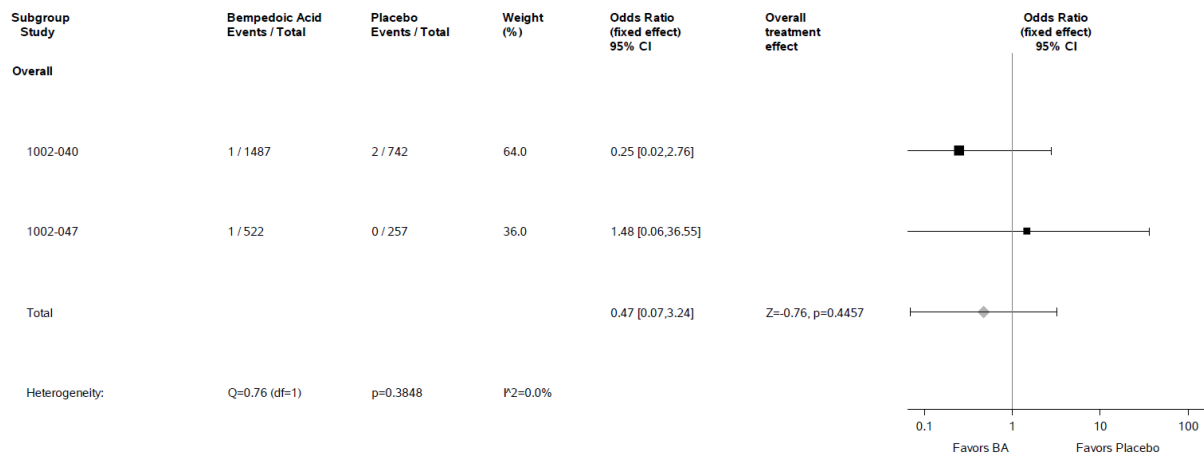 Subgroup Bempedoic Acid Placebo Weight Odds Ratio Overall Odds Ratio
Study Events / Total Events / Total (%) (fixed effect) treatment (fixed effect)
95% CI effect 95% CI
Overall
1002-040 1 / 1487 2 / 742 64.0 0.25 [0.02,2.76]
1002-047 1 / 522 0 / 257 36.0 1.48 [0.06,36.55]
Total 0.47 [0.07,3.24] Z=-0.76, p=0.4457
Heterogeneity: Q=0.76 (df=1) p=0.3848 I^2=0.0%
0.1 1 10 100
Favors BA Favors Placebo